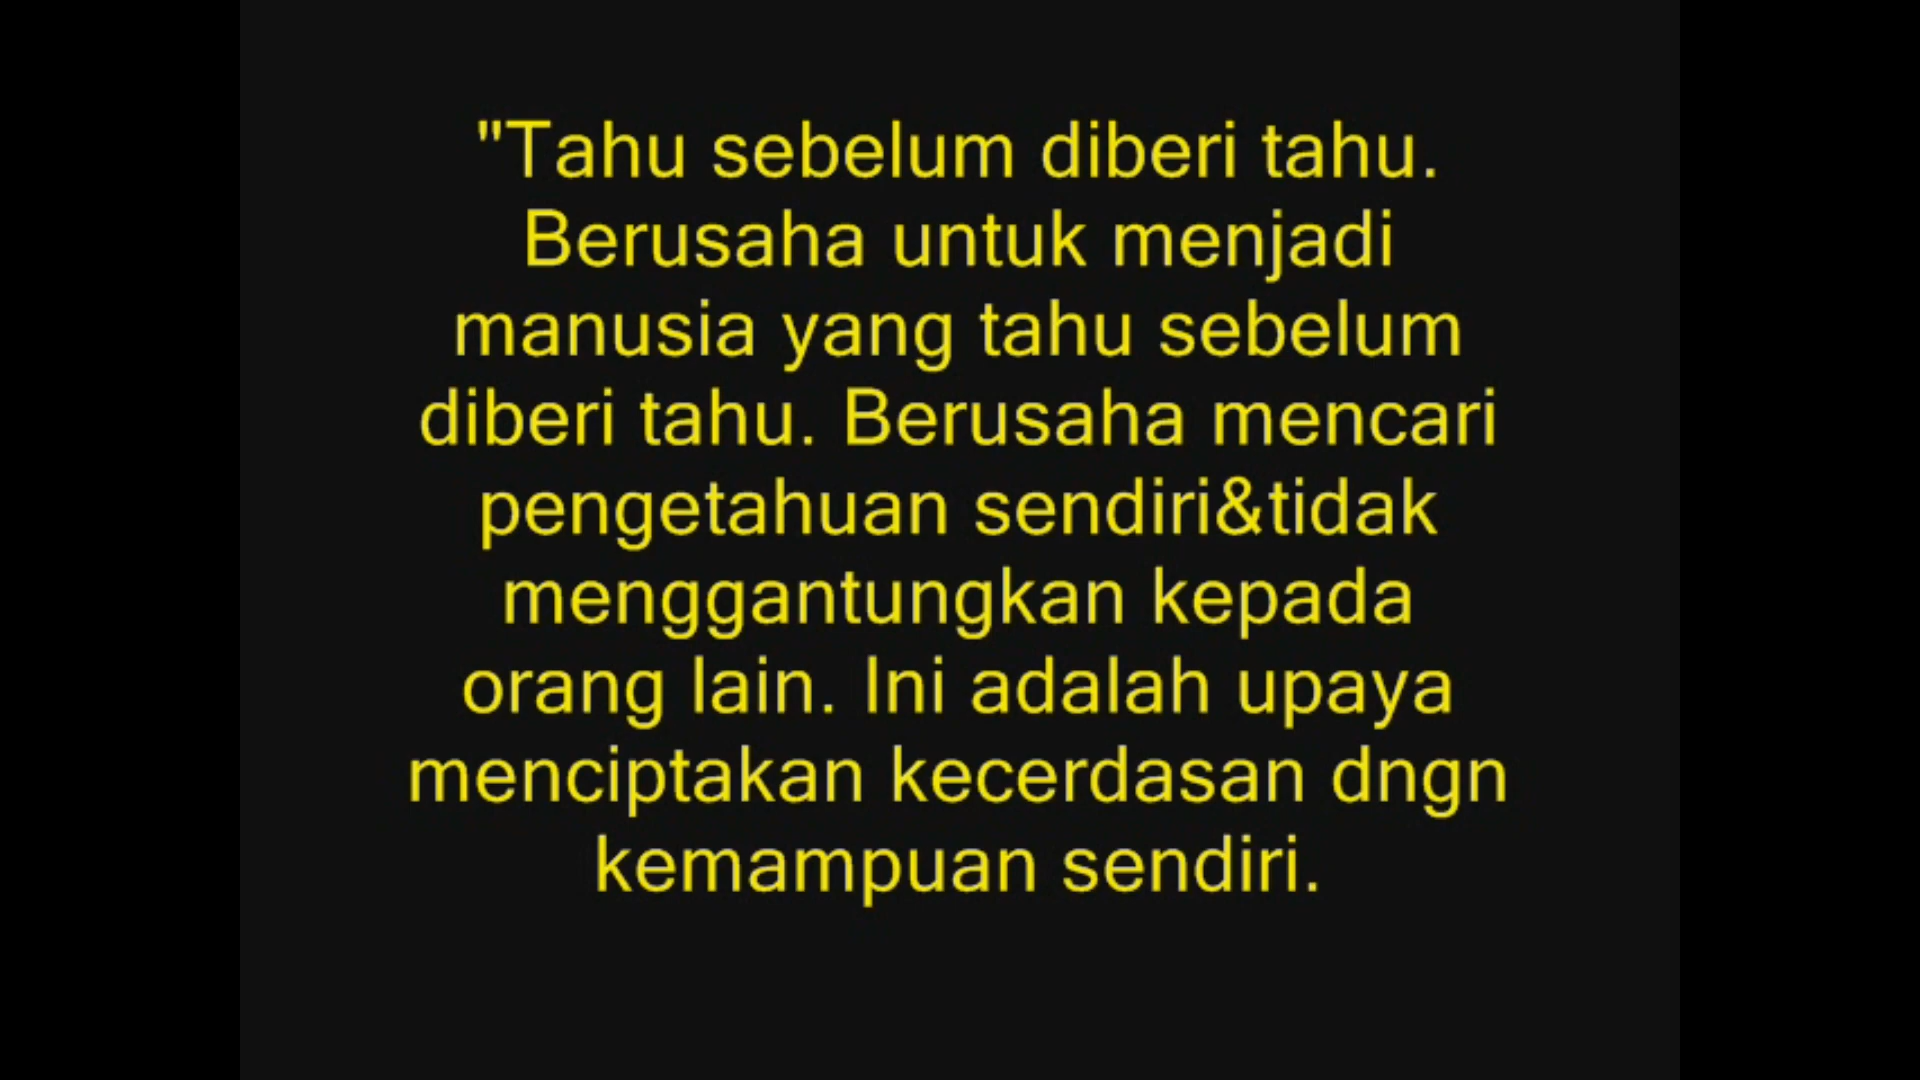 "Tahu sebelum diberi tahu.
Berusaha untuk menjadi
manusia yang tahu sebelum
diberi tahu. Berusaha mencari
pengetahuan sendiri&tidak
menggantungkan kepada
orang lain. Ini adalah upaya
menciptakan kecerdasan dngn
kemampuan sendiri.